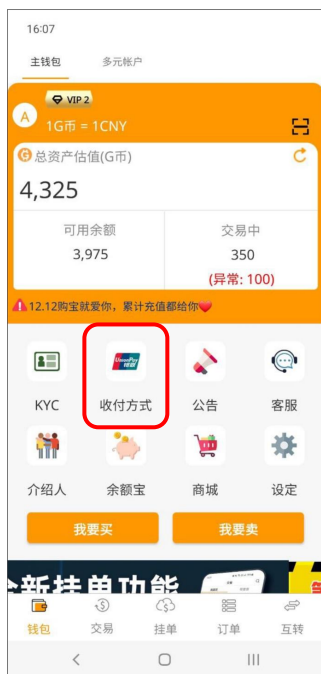 16:07
主钱包 多元帐户
VIP 2
A
1G币 = 1CNY
G 总资产估值(G币)
4,325
可用余额 交易中
3,975 350
(异常: 100)
12.12购宝就爱你，累计充值都给你
UnionPay
银联
KYC 收付方式 公告 客服
介绍人 余额宝 商城 设定
我要买 我要卖
新挂单功能
钱包 交易 挂单 订单 互转